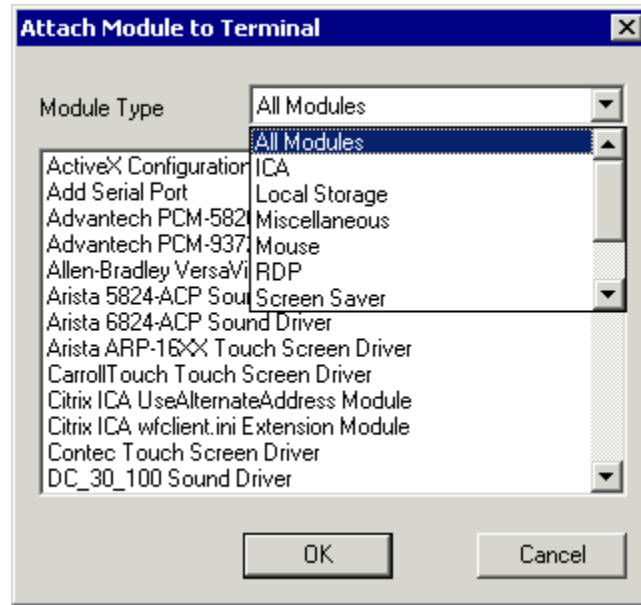 Attach Module to Terminal
Module Type
All Modules
All Modules
ICA
Local Storage
Miscellaneous
Mouse
RDP
Screen Saver
ActiveX Configuration
Add Serial Port
Advantech PCM-582
Advantech PCM-937
Allen-Bradley VersaVi
Arista 5824-ACP Sou
Arista 6824-ACP Sound Driver
Arista ARP-16XX Touch Screen Driver
CarrollTouch Touch Screen Driver
Citrix ICA UseAlternateAddress Module
Citrix ICA wfclient.ini Extension Module
Contec Touch Screen Driver
DC_30_100 Sound Driver
OK
Cancel